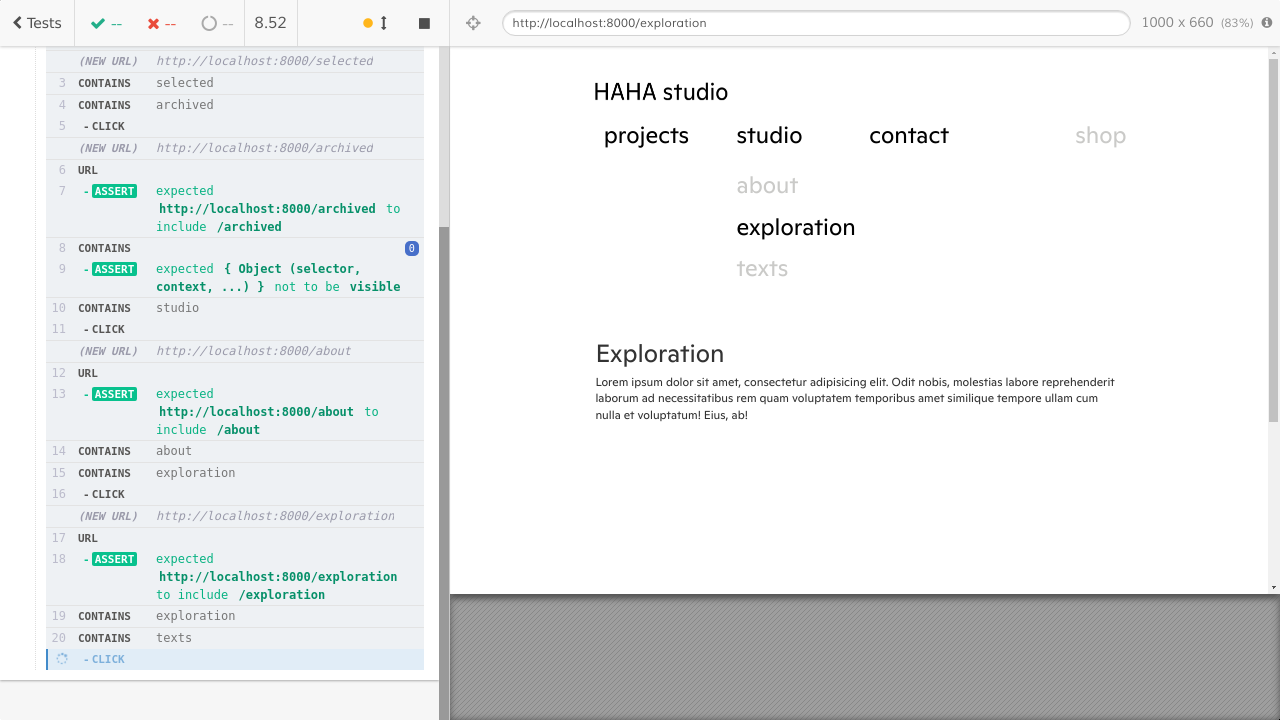 Tests -- -- -- 8.52
http://localhost:8000/exploration 1000 x 660 (83%)
(NEW URL) http://localhost:8000/selected
3 CONTAINS selected
4 CONTAINS archived
5 - CLICK
(NEW URL) http://localhost:8000/archived
6 URL
7 - ASSERT expected
http://localhost:8000/archived to
include /archived
8 CONTAINS 0
9 - ASSERT expected { Object (selector,
context, ...) } not to be visible
10 CONTAINS studio
11 - CLICK
(NEW URL) http://localhost:8000/about
12 URL
13 - ASSERT expected
http://localhost:8000/about to
include /about
14 CONTAINS about
15 CONTAINS exploration
16 - CLICK
(NEW URL) http://localhost:8000/exploration
17 URL
18 - ASSERT expected
http://localhost:8000/exploration
to include /exploration
19 CONTAINS exploration
20 CONTAINS texts
- CLICK
HAHA studio
projects studio contact shop
about
exploration
texts
Exploration
Lorem ipsum dolor sit amet, consectetur adipisicing elit. Odit nobis, molestias labore reprehenderit
laborum ad necessitatibus rem quam voluptatem temporibus amet similique tempore ullam cum
nulla et voluptatum! Eius, ab!